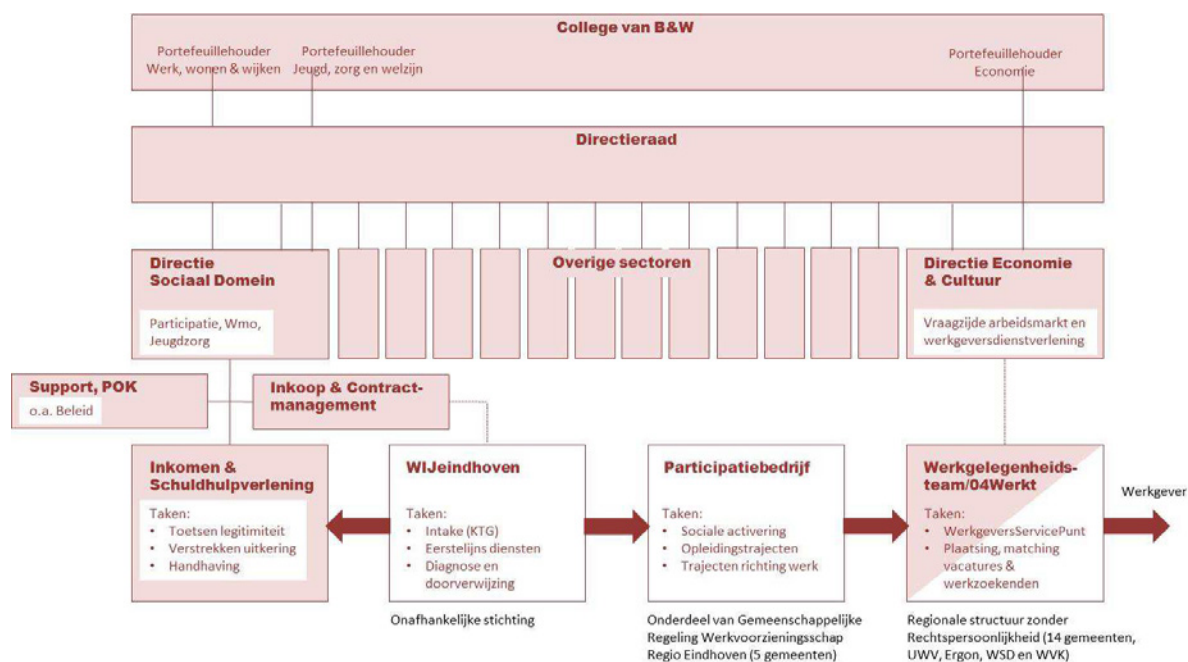 College van B&W
Portefeuillehouder
Werk, wonen & wijken
Portefeuillehouder
Jeugd, zorg en welzijn
Portefeuillehouder
Economie
Directieraad
Directie
Sociaal Domein
Participatie, Wmo,
Jeugdzorg
Overige sectoren
Directie Economie
& Cultuur
Vraagzijde arbeidsmarkt en
werkgeversdienstverlening
Support, POK
o.a. Beleid
Inkoop & Contract-
management
Inkomen &
Schuldhulpverlening
Taken:
• Toetsen legitimiteit
• Verstrekken uitkering
• Handhaving
WIJeindhoven
Taken:
• Intake (KTG)
• Eerstelijns diensten
• Diagnose en
doorverwijzing
Onafhankelijke stichting
Participatiebedrijf
Taken:
• Sociale activering
• Opleidingstrajecten
• Trajecten richting werk
Onderdeel van Gemeenschappelijke
Regeling Werkvoorzieningsschap
Regio Eindhoven (5 gemeenten)
Werkgelegenheids-
team/04Werkt
Taken:
• WerkgeversServicePunt
• Plaatsing, matching
vacatures &
werkzoekenden
Regionale structuur zonder
Rechtspersoonlijkheid (14 gemeenten,
UWV, Ergon, WSD en WVK)
Werkgever